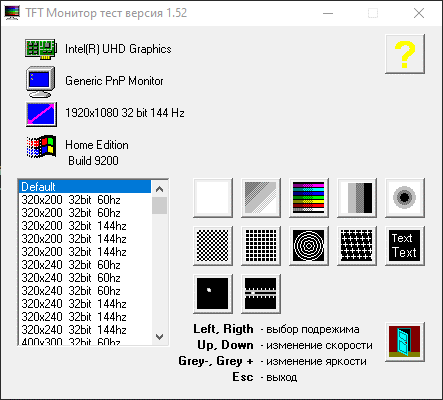 TFT Монитор тест версия 1.52
Intel(R) UHD Graphics
?
Generic PnP Monitor
1920x1080 32 bit 144 Hz
Home Edition
Build 9200
Default
320x200 32bit 60hz
320x200 32bit 60hz
320x200 32bit 144hz
320x200 32bit 144hz
320x240 32bit 60hz
320x240 32bit 60hz
320x240 32bit 144hz
320x240 32bit 144hz
320x240 32bit 60hz
320x240 32bit 144hz
400x300 32bit 60hz
Text
Text
Left, Rigth - выбор подрежима
Up, Down - изменение скорости
Grey-, Grey + - изменение яркости
Esc - выход